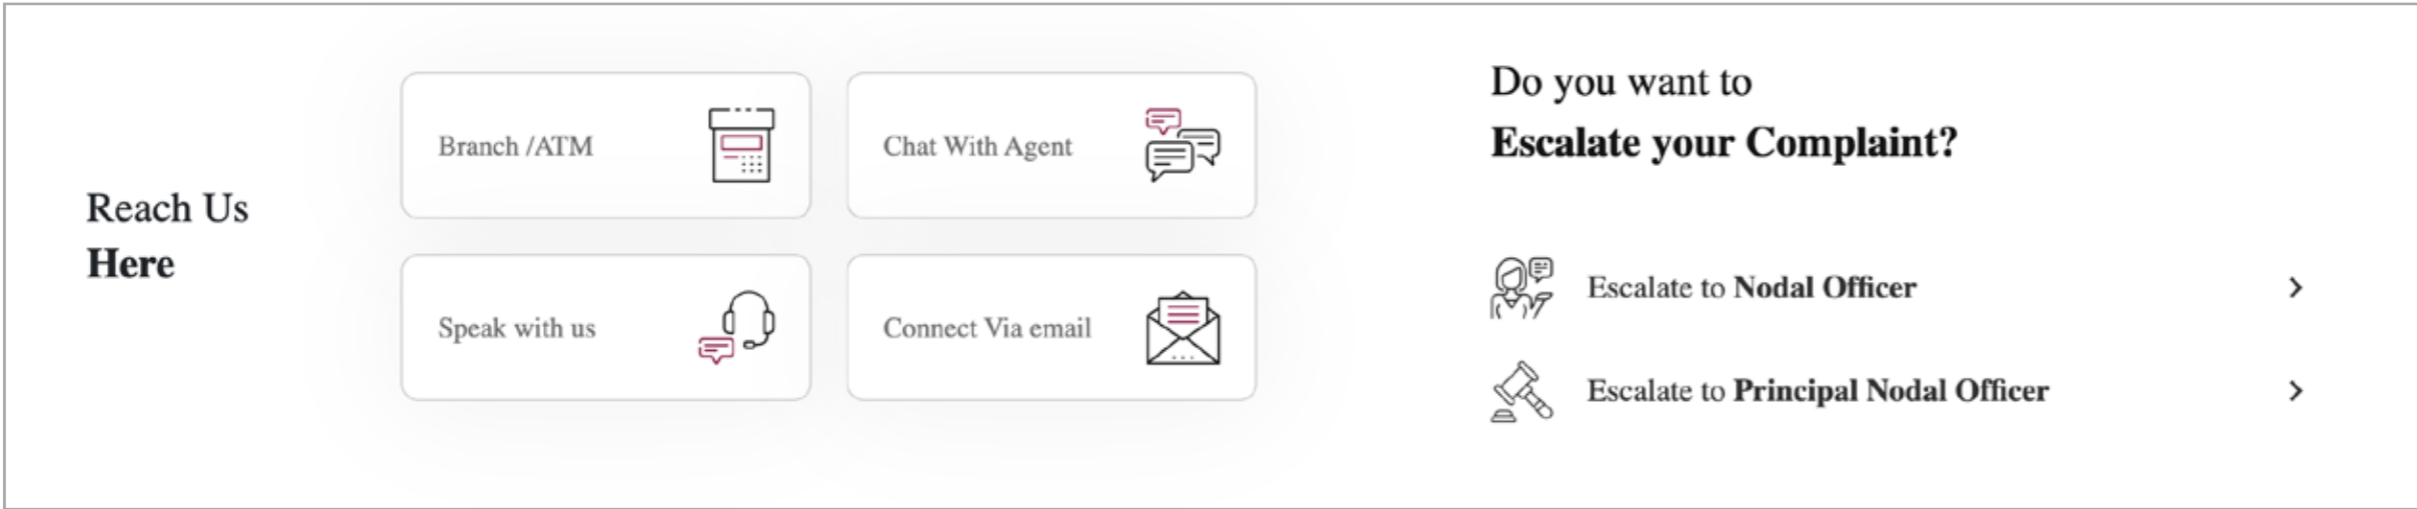 Reach Us
Here
Branch /ATM
Chat With Agent
Speak with us
Connect Via email
Do you want to
Escalate your Complaint?
Escalate to Nodal Officer
Escalate to Principal Nodal Officer